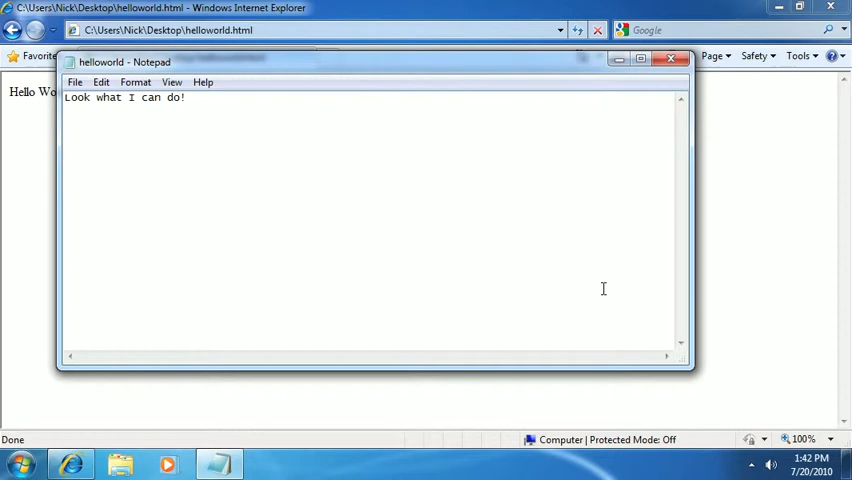 C:\Users\Nick\Desktop\helloworld.html - Windows Internet Explorer
C:\Users\Nick\Desktop\helloworld.html
Google
Page Safety Tools
helloworld - Notepad
File Edit Format View Help
Look what I can do!
Hello
Done
Computer | Protected Mode: Off
100%
1:42 PM
7/20/2010